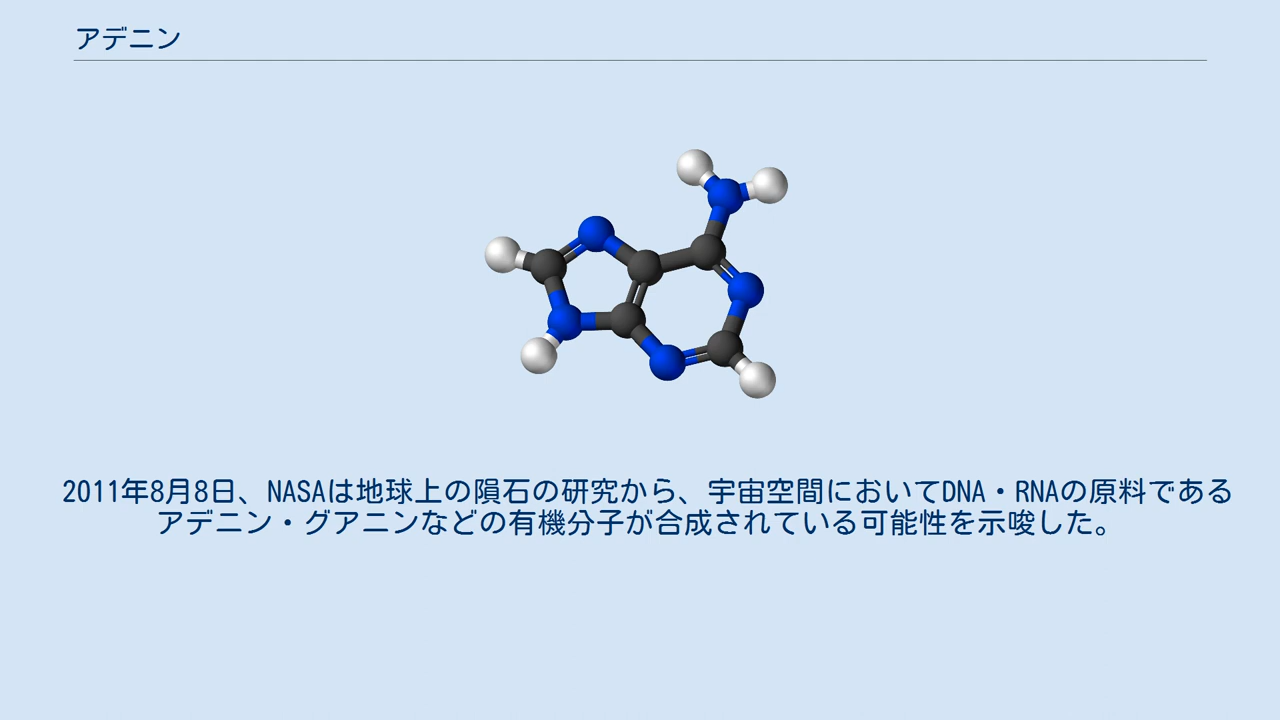 アデニン
2011年8月8日、NASAは地球上の隕石の研究から、宇宙空間においてDNA・RNAの原料である
アデニン・グアニンなどの有機分子が合成されている可能性を示唆した。